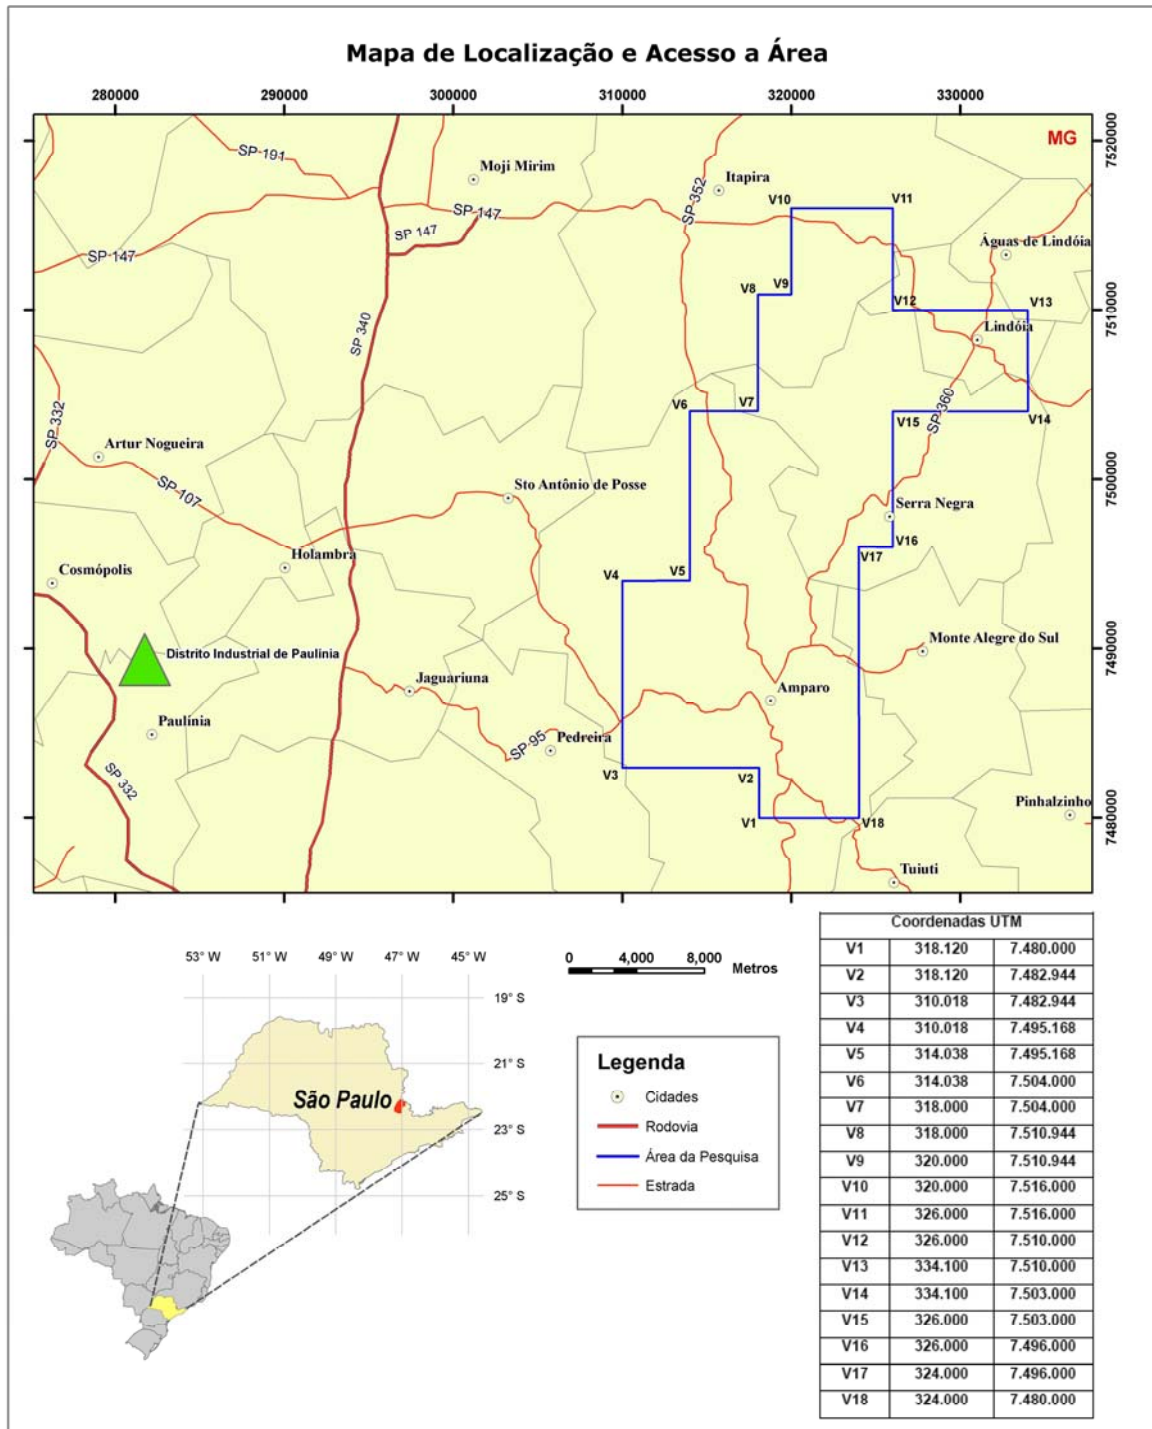 Mapa de Localização e Acesso a Área
280000 290000 300000 310000 320000 330000
7520000
7510000
7500000
7490000
7480000
MG
SP 191
Moji Mirim
Itapira
SP 352
V10
V11
SP 147
SP 147
SP 147
Águas de Lindóia
V8
V9
V12
V13
SP 340
Lindóia
V6
V7
V15
V14
SP 360
SP 332
Artur Nogueira
SP 107
Sto Antônio de Posse
Serra Negra
V17
V16
Holambra
Cosmópolis
V4
V5
Distrito Industrial de Paulínia
Monte Alegre do Sul
Jaguariuna
Amparo
Paulínia
SP 95
Pedreira
V3
V2
SP 332
V1
V18
Pinhalzinho
Tuiuti
53° W 51° W 49° W 47° W 45° W
19° S
21° S
23° S
25° S
São Paulo
0 4,000 8,000 Metros
Legenda
Cidades
Rodovia
Área da Pesquisa
Estrada
Coordenadas UTM
V1 318.120 7.480.000
V2 318.120 7.482.944
V3 310.018 7.482.944
V4 310.018 7.495.168
V5 314.038 7.495.168
V6 314.038 7.504.000
V7 318.000 7.504.000
V8 318.000 7.510.944
V9 320.000 7.510.944
V10 320.000 7.516.000
V11 326.000 7.516.000
V12 326.000 7.510.000
V13 334.100 7.510.000
V14 334.100 7.503.000
V15 326.000 7.503.000
V16 326.000 7.496.000
V17 324.000 7.496.000
V18 324.000 7.480.000